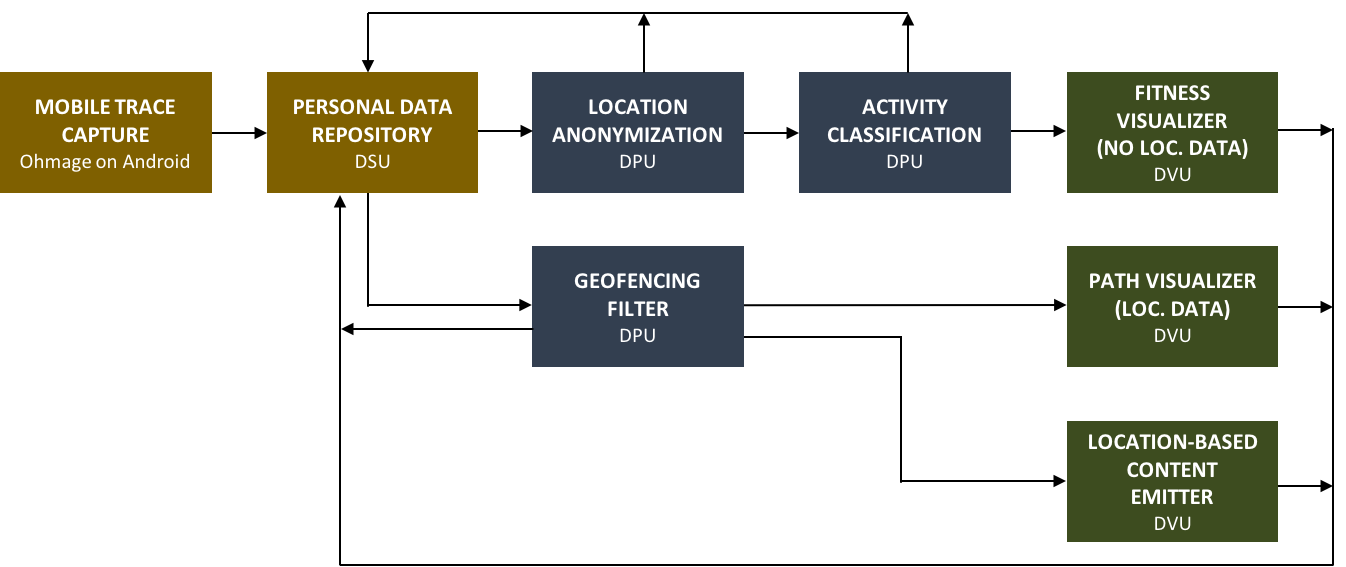 MOBILE TRACE
CAPTURE
Ohmage on Android
PERSONAL DATA
REPOSITORY
DSU
LOCATION
ANONYMIZATION
DPU
ACTIVITY
CLASSIFICATION
DPU
FITNESS
VISUALIZER
(NO LOC. DATA)
DVU
GEOFENCING
FILTER
DPU
PATH VISUALIZER
(LOC. DATA)
DVU
LOCATION-BASED
CONTENT
EMITTER
DVU